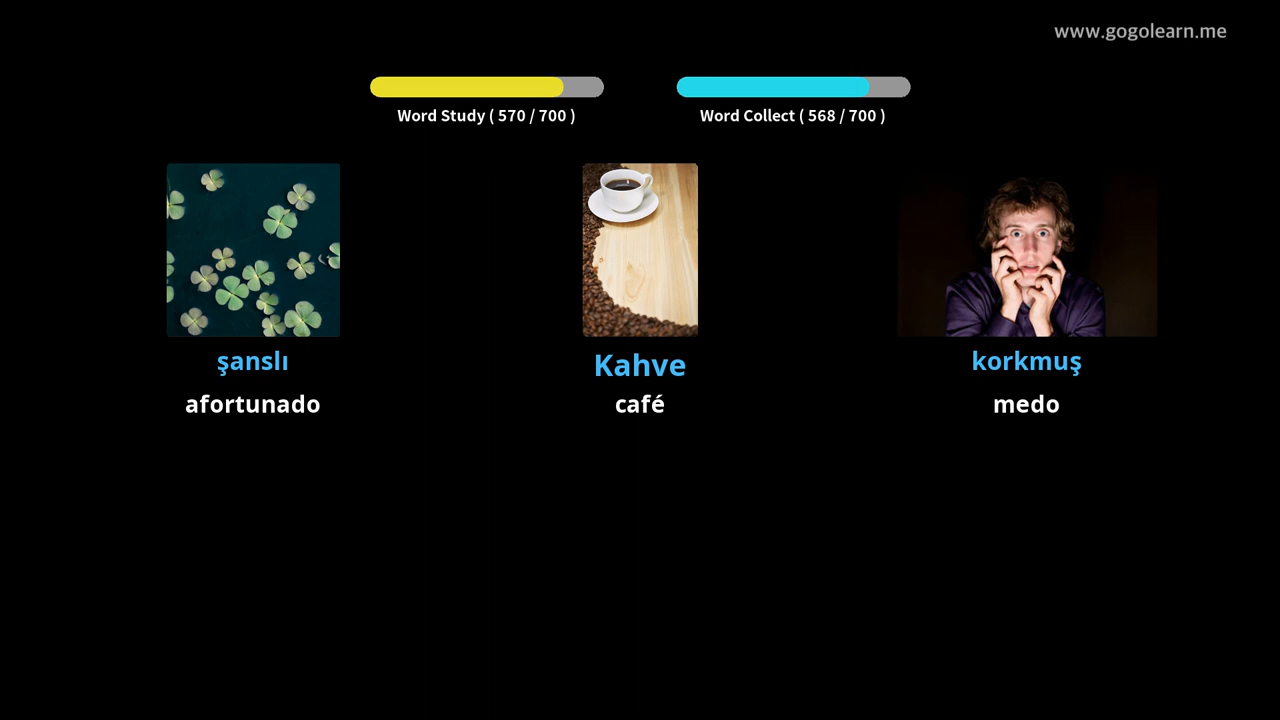 www.gogolearn.me
Word Study ( 570 / 700 )
Word Collect ( 568 / 700 )
şanslı
Kahve
korkmuş
afortunado
café
medo